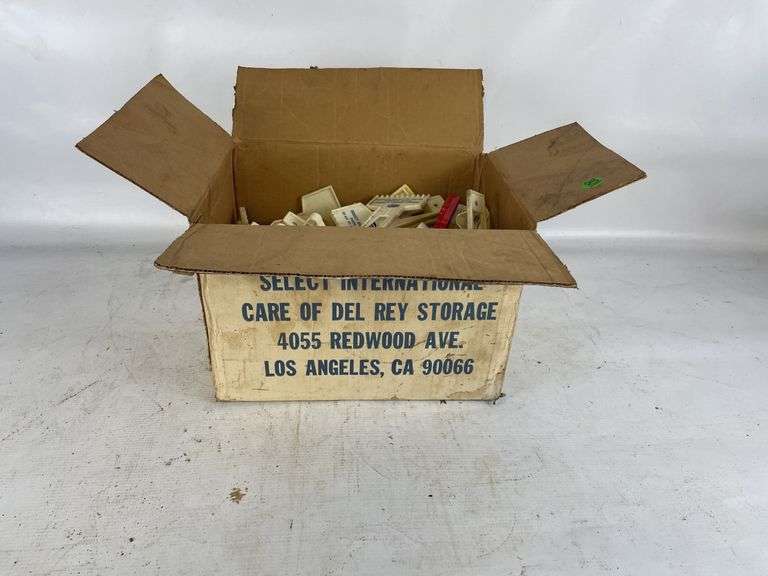 SELECT INTERNATIONAL
CARE OF DEL REY STORAGE
4055 REDWOOD AVE.
LOS ANGELES, CA 90066